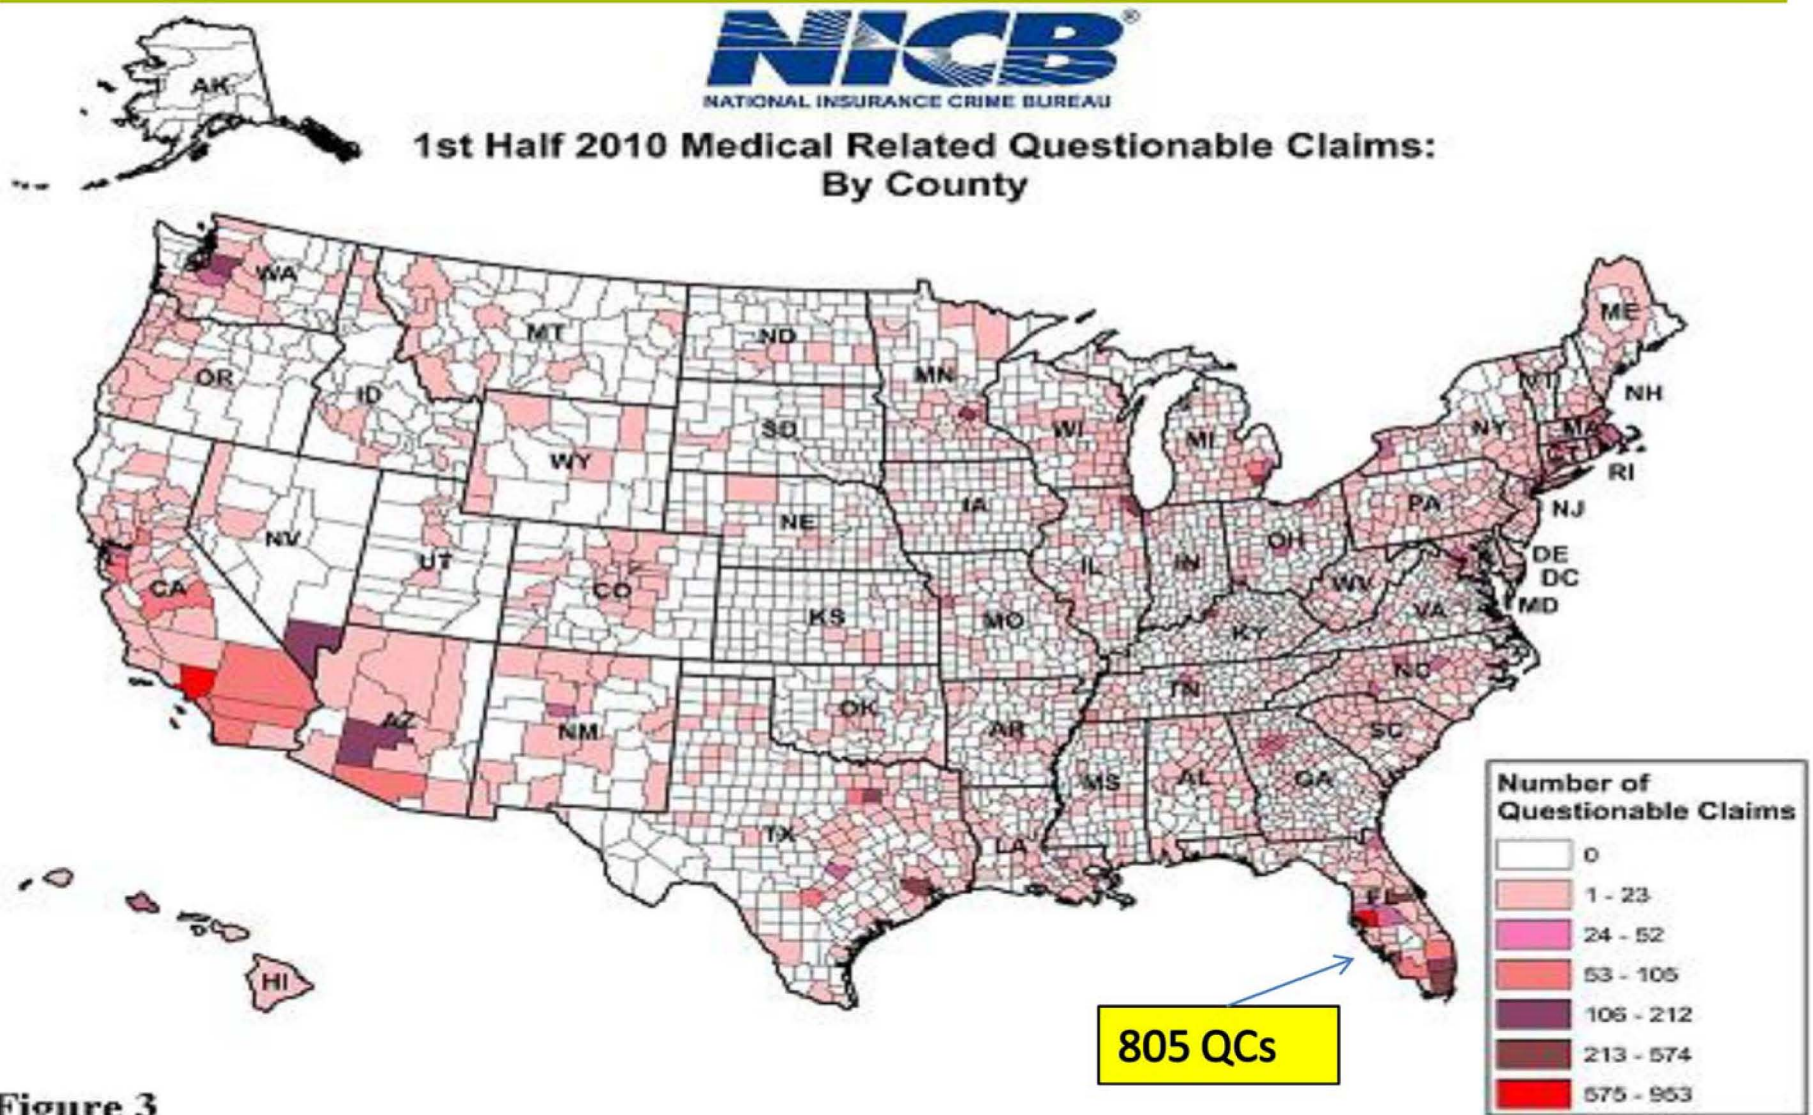 NICB®
NATIONAL INSURANCE CRIME BUREAU
1st Half 2010 Medical Related Questionable Claims:
By County
AK
WA
MT
ND
MN
ME
OR
ID
SD
WI
MI
NY
VT
NH
MA
CT
RI
WY
IA
PA
NJ
NV
UT
NE
IL
IN
OH
DE
DC
MD
CA
CO
KS
MO
WV
VA
KY
AZ
NM
OK
AR
TN
NC
SC
TX
LA
MS
AL
GA
FL
HI
805 QCs
Number of
Questionable Claims
0
1 - 23
24 - 52
53 - 105
106 - 212
213 - 574
575 - 953
Figure 3